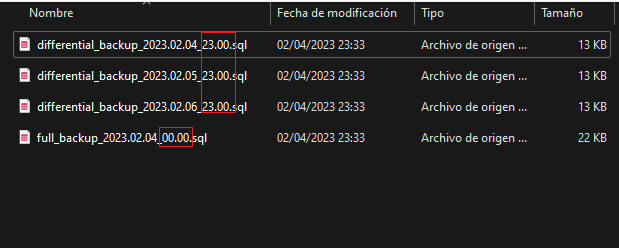 Nombre Fecha de modificación Tipo Tamaño
differential_backup_2023.02.04_23.00.sql 02/04/2023 23:33 Archivo de origen ... 13 KB
differential_backup_2023.02.05_23.00.sql 02/04/2023 23:33 Archivo de origen ... 13 KB
differential_backup_2023.02.06_23.00.sql 02/04/2023 23:33 Archivo de origen ... 13 KB
full_backup_2023.02.04_00.00.sql 02/04/2023 23:33 Archivo de origen ... 22 KB